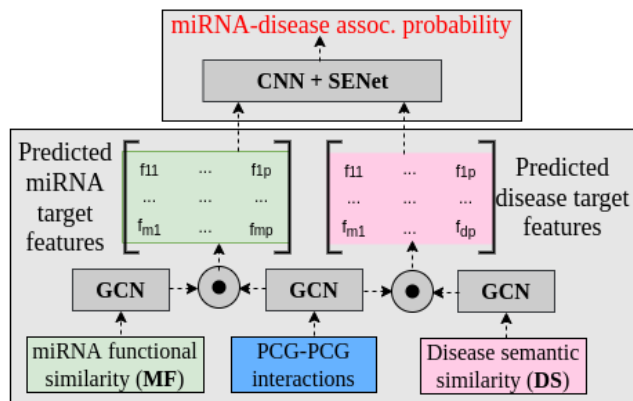 miRNA-disease assoc. probability
CNN + SENet
Predicted
miRNA
target
features
f11 ... f1p
... ... ...
fm1 ... fmp
f11 ... f1p
... ... ...
fm1 ... fdp
Predicted
disease target
features
GCN
GCN
GCN
miRNA functional
similarity (MF)
PCG-PCG
interactions
Disease semantic
similarity (DS)